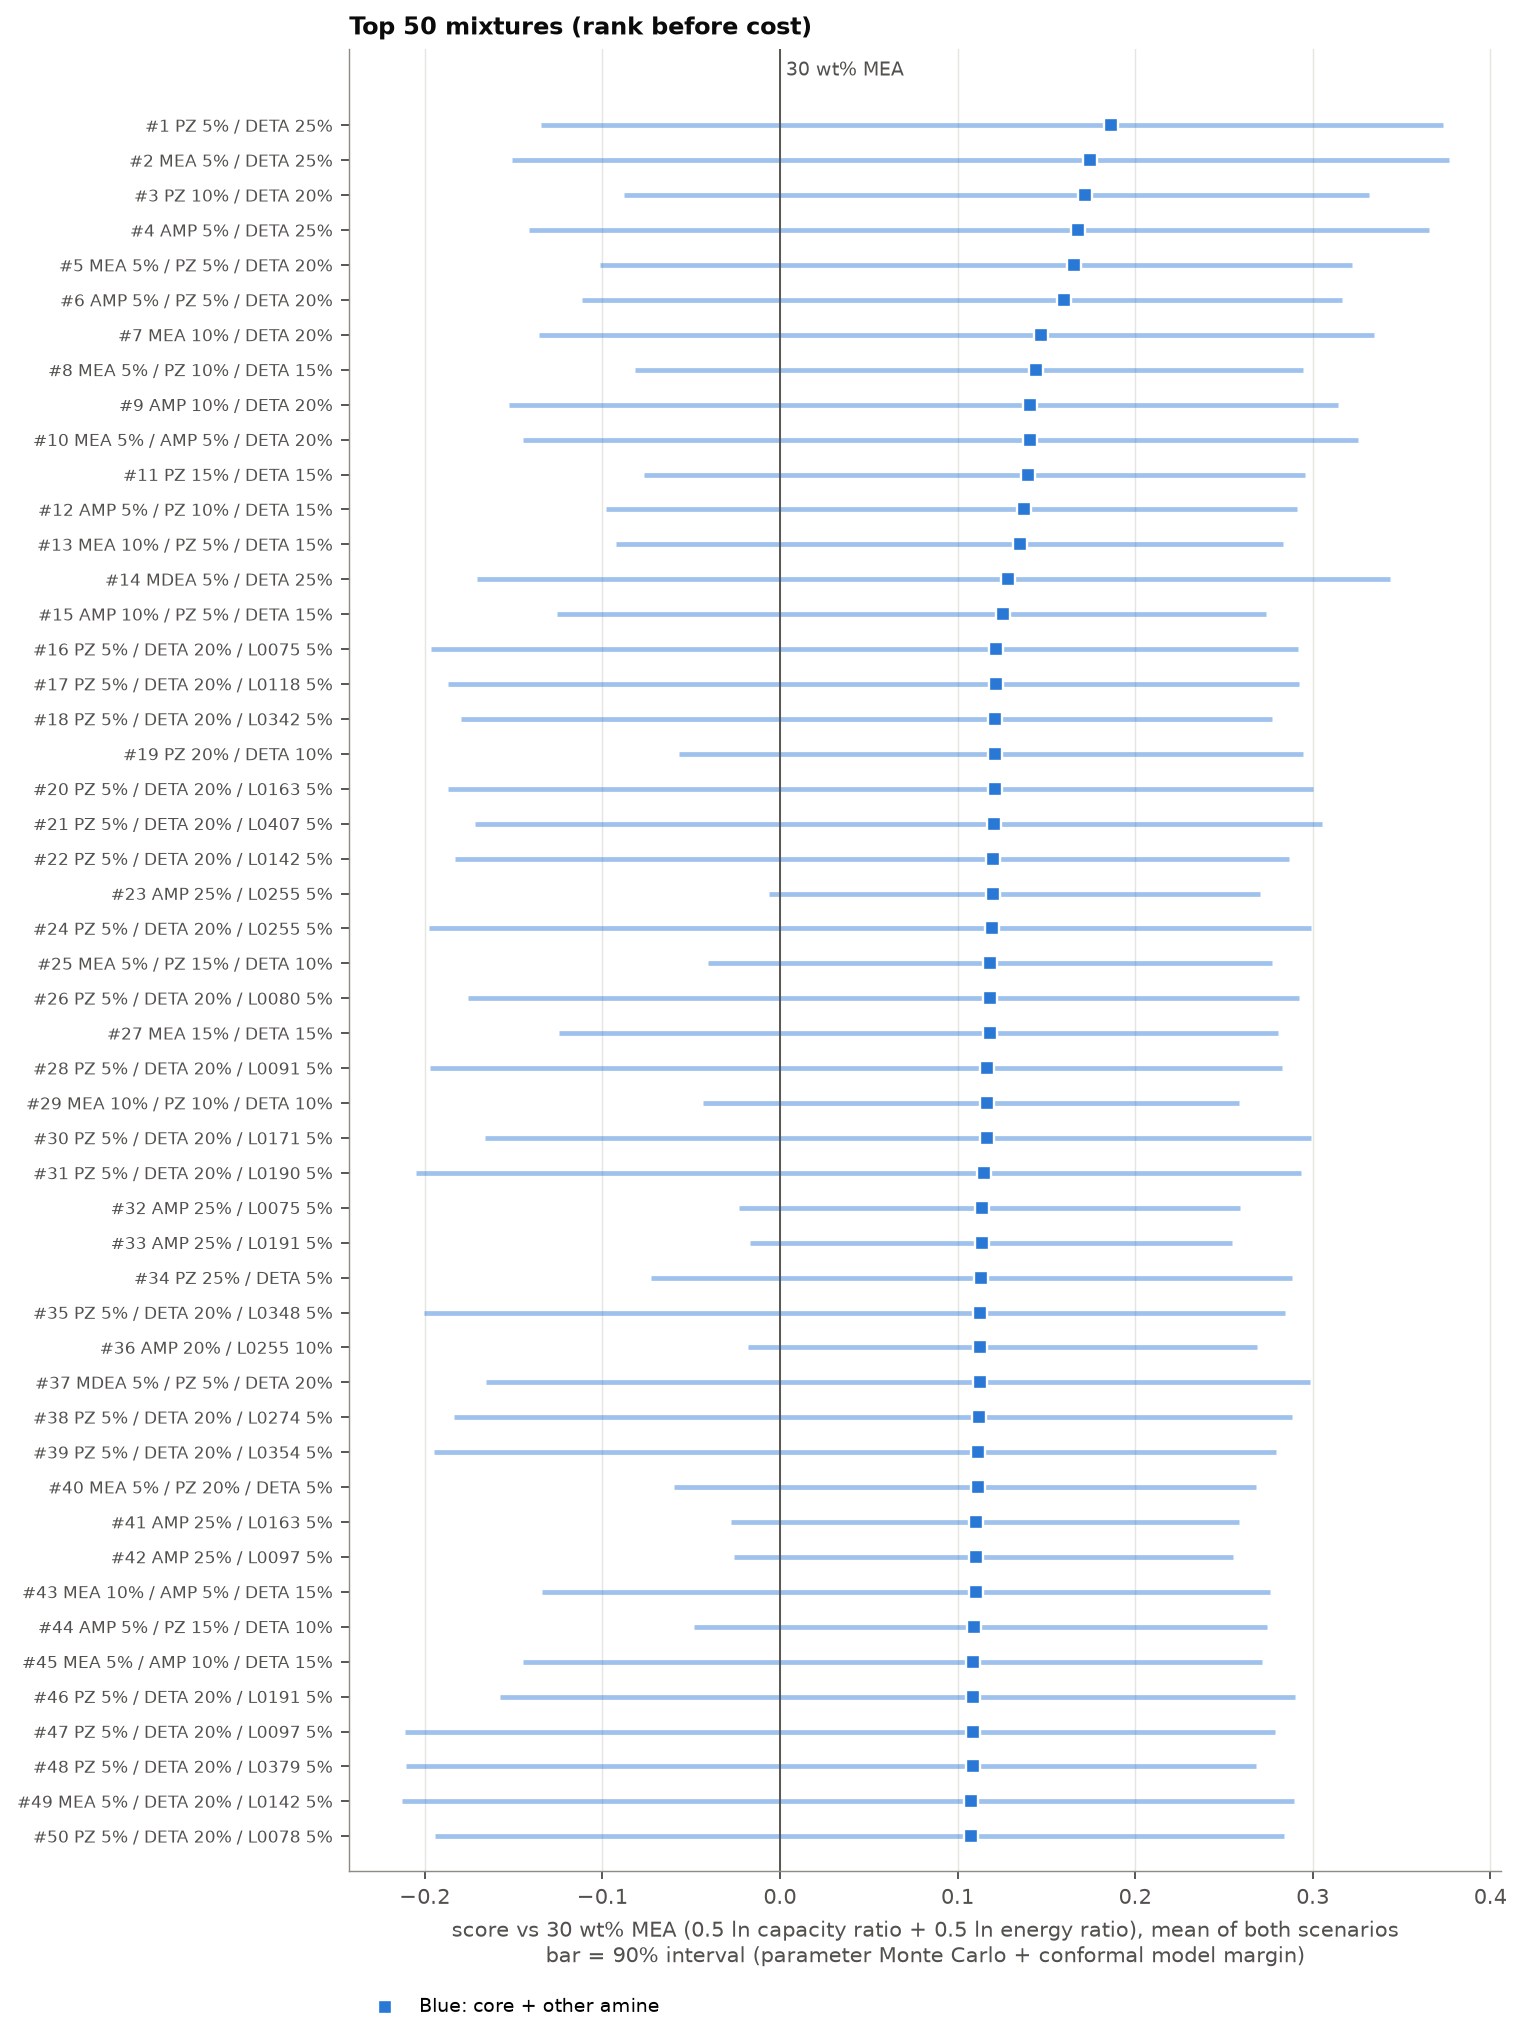 Top 50 mixtures (rank before cost)
30 wt% MEA
#1 PZ 5% / DETA 25%
#2 MEA 5% / DETA 25%
#3 PZ 10% / DETA 20%
#4 AMP 5% / DETA 25%
#5 MEA 5% / PZ 5% / DETA 20%
#6 AMP 5% / PZ 5% / DETA 20%
#7 MEA 10% / DETA 20%
#8 MEA 5% / PZ 10% / DETA 15%
#9 AMP 10% / DETA 20%
#10 MEA 5% / AMP 5% / DETA 20%
#11 PZ 15% / DETA 15%
#12 AMP 5% / PZ 10% / DETA 15%
#13 MEA 10% / PZ 5% / DETA 15%
#14 MDEA 5% / DETA 25%
#15 AMP 10% / PZ 5% / DETA 15%
#16 PZ 5% / DETA 20% / L0075 5%
#17 PZ 5% / DETA 20% / L0118 5%
#18 PZ 5% / DETA 20% / L0342 5%
#19 PZ 20% / DETA 10%
#20 PZ 5% / DETA 20% / L0163 5%
#21 PZ 5% / DETA 20% / L0407 5%
#22 PZ 5% / DETA 20% / L0142 5%
#23 AMP 25% / L0255 5%
#24 PZ 5% / DETA 20% / L0255 5%
#25 MEA 5% / PZ 15% / DETA 10%
#26 PZ 5% / DETA 20% / L0080 5%
#27 MEA 15% / DETA 15%
#28 PZ 5% / DETA 20% / L0091 5%
#29 MEA 10% / PZ 10% / DETA 10%
#30 PZ 5% / DETA 20% / L0171 5%
#31 PZ 5% / DETA 20% / L0190 5%
#32 AMP 25% / L0075 5%
#33 AMP 25% / L0191 5%
#34 PZ 25% / DETA 5%
#35 PZ 5% / DETA 20% / L0348 5%
#36 AMP 20% / L0255 10%
#37 MDEA 5% / PZ 5% / DETA 20%
#38 PZ 5% / DETA 20% / L0274 5%
#39 PZ 5% / DETA 20% / L0354 5%
#40 MEA 5% / PZ 20% / DETA 5%
#41 AMP 25% / L0163 5%
#42 AMP 25% / L0097 5%
#43 MEA 10% / AMP 5% / DETA 15%
#44 AMP 5% / PZ 15% / DETA 10%
#45 MEA 5% / AMP 10% / DETA 15%
#46 PZ 5% / DETA 20% / L0191 5%
#47 PZ 5% / DETA 20% / L0097 5%
#48 PZ 5% / DETA 20% / L0379 5%
#49 MEA 5% / DETA 20% / L0142 5%
#50 PZ 5% / DETA 20% / L0078 5%
−0.2 −0.1 0.0 0.1 0.2 0.3 0.4
score vs 30 wt% MEA (0.5 ln capacity ratio + 0.5 ln energy ratio), mean of both scenarios
bar = 90% interval (parameter Monte Carlo + conformal model margin)
Blue: core + other amine